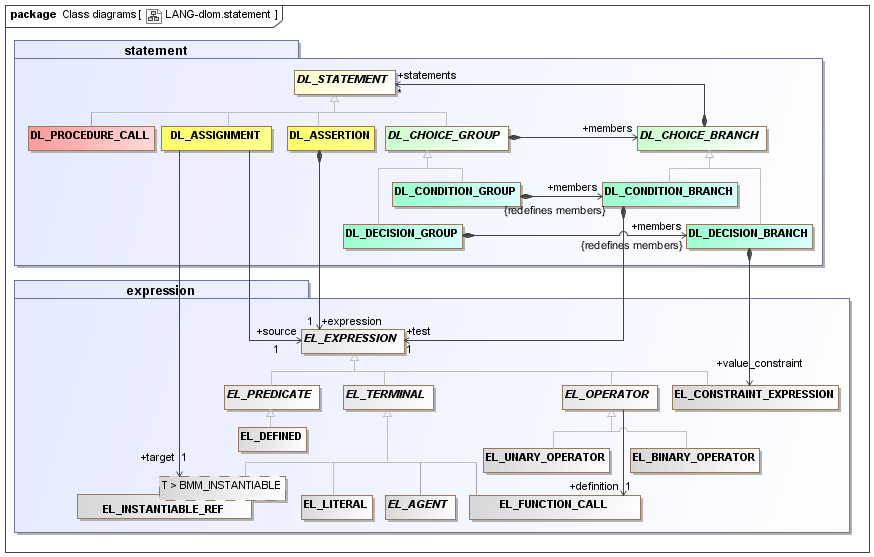 package Class diagrams [ LANG-dlom.statement ]
statement
DL_STATEMENT
+statements
*
DL_PROCEDURE_CALL
DL_ASSIGNMENT
DL_ASSERTION
DL_CHOICE_GROUP
+members
DL_CHOICE_BRANCH
DL_CONDITION_GROUP
+members
{redefines members}
DL_CONDITION_BRANCH
DL_DECISION_GROUP
+members
{redefines members}
DL_DECISION_BRANCH
expression
1
+expression
+source
1
EL_EXPRESSION
+test
1
+value_constraint
EL_PREDICATE
EL_TERMINAL
EL_OPERATOR
EL_CONSTRAINT_EXPRESSION
EL_DEFINED
EL_UNARY_OPERATOR
EL_BINARY_OPERATOR
+target
1
T > BMM_INSTANTIABLE
+definition
1
EL_INSTANTIABLE_REF
EL_LITERAL
EL_AGENT
EL_FUNCTION_CALL